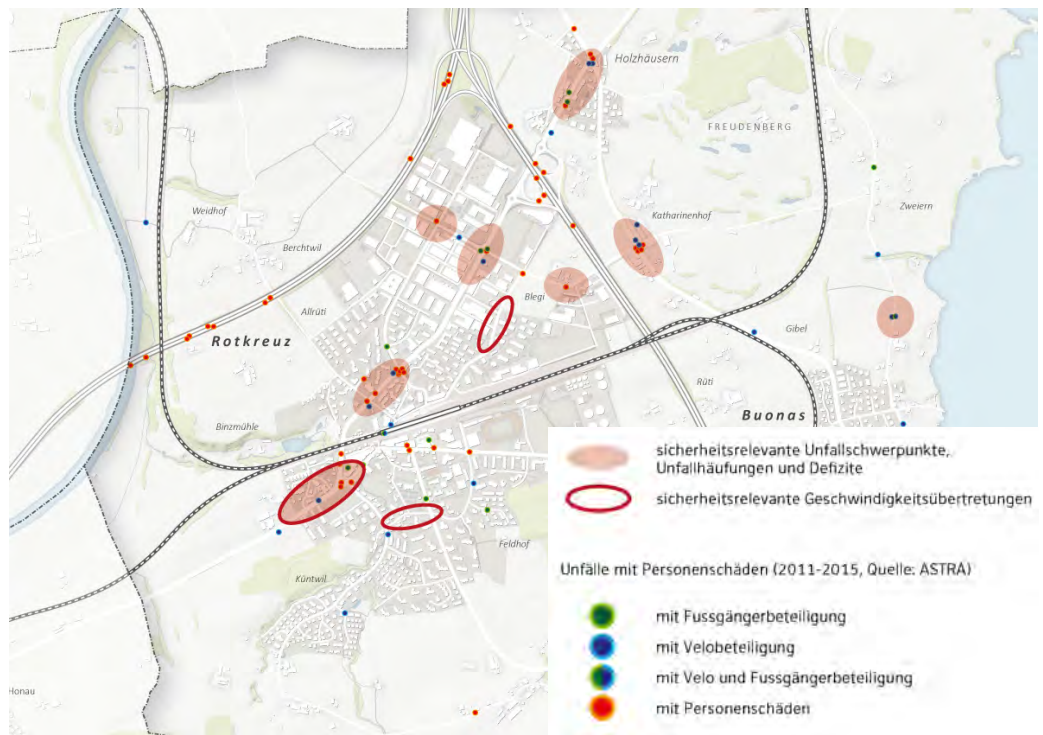 Holzhäusern
FREUDENBERG
Weidhof
Katharinenhof
Zweiern
Berchtwil
Blegi
Allrüti
Rotkreuz
Gibel
Rüti
Binzmühle
Buonas
Feldhof
Küntwil
Honau
sicherheitsrelevante Unfallschwerpunkte,
Unfallhäufungen und Defizite
sicherheitsrelevante Geschwindigkeitsübertretungen
Unfälle mit Personenschäden (2011-2015, Quelle: ASTRA)
mit Fussgängerbeteiligung
mit Velobeteiligung
mit Velo und Fussgängerbeteiligung
mit Personenschäden